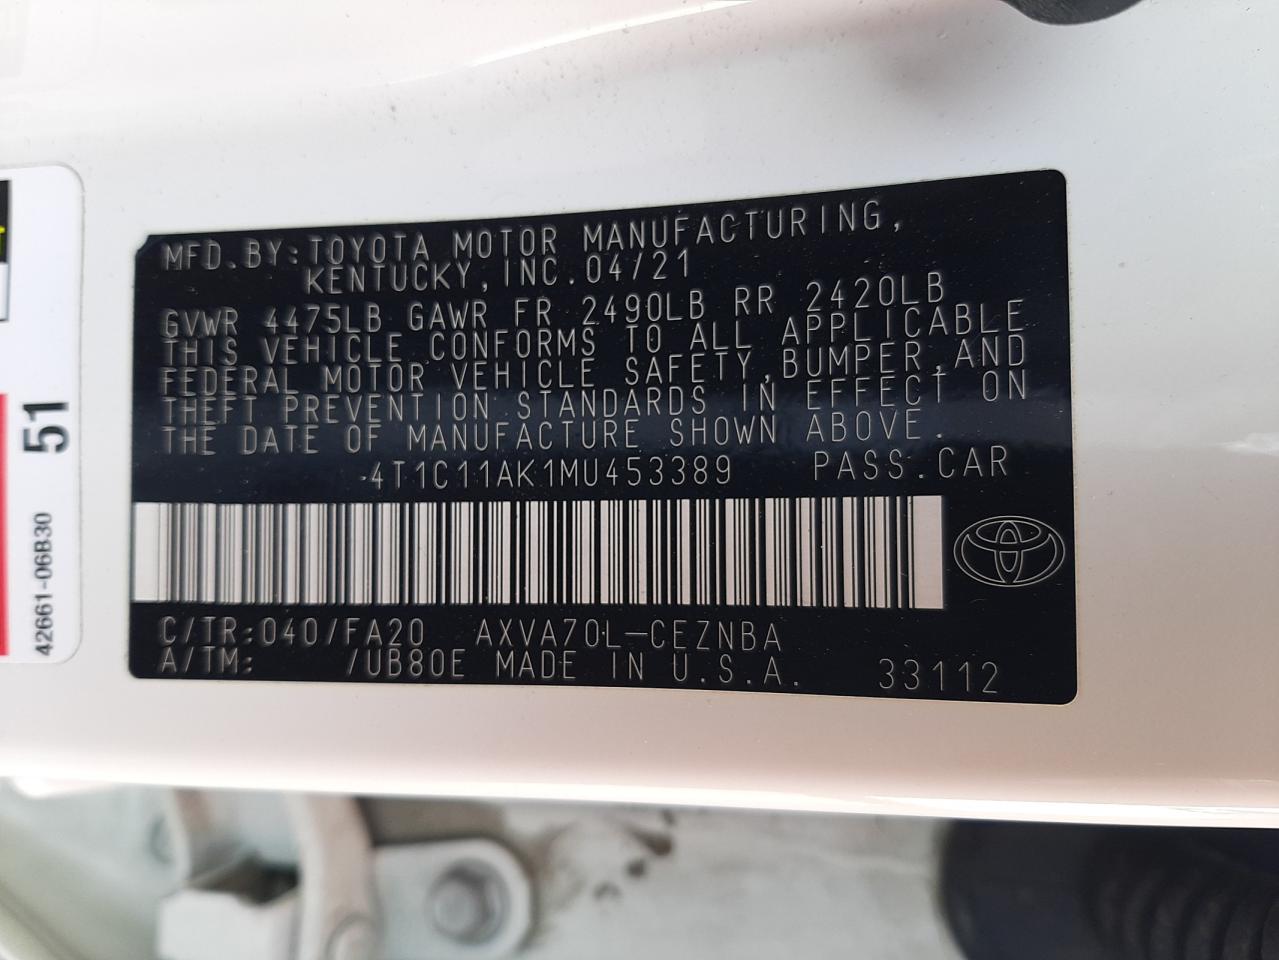 MFD.BY:TOYOTA MOTOR MANUFACTURING,
KENTUCKY, INC. 04/21
GVWR 4475LB GAWR FR 2490LB RR 2420LB
THIS VEHICLE CONFORMS TO ALL APPLICABLE
FEDERAL MOTOR VEHICLE SAFETY, BUMPER, AND
THEFT PREVENTION STANDARDS IN EFFECT ON
THE DATE OF MANUFACTURE SHOWN ABOVE.
4T1C11AK1MU453389 PASS.CAR
C/TR:040/FA20 AXVA70L-CEZNBA
A/TM: /UB80E MADE IN U.S.A. 33112
51
42661-06B30